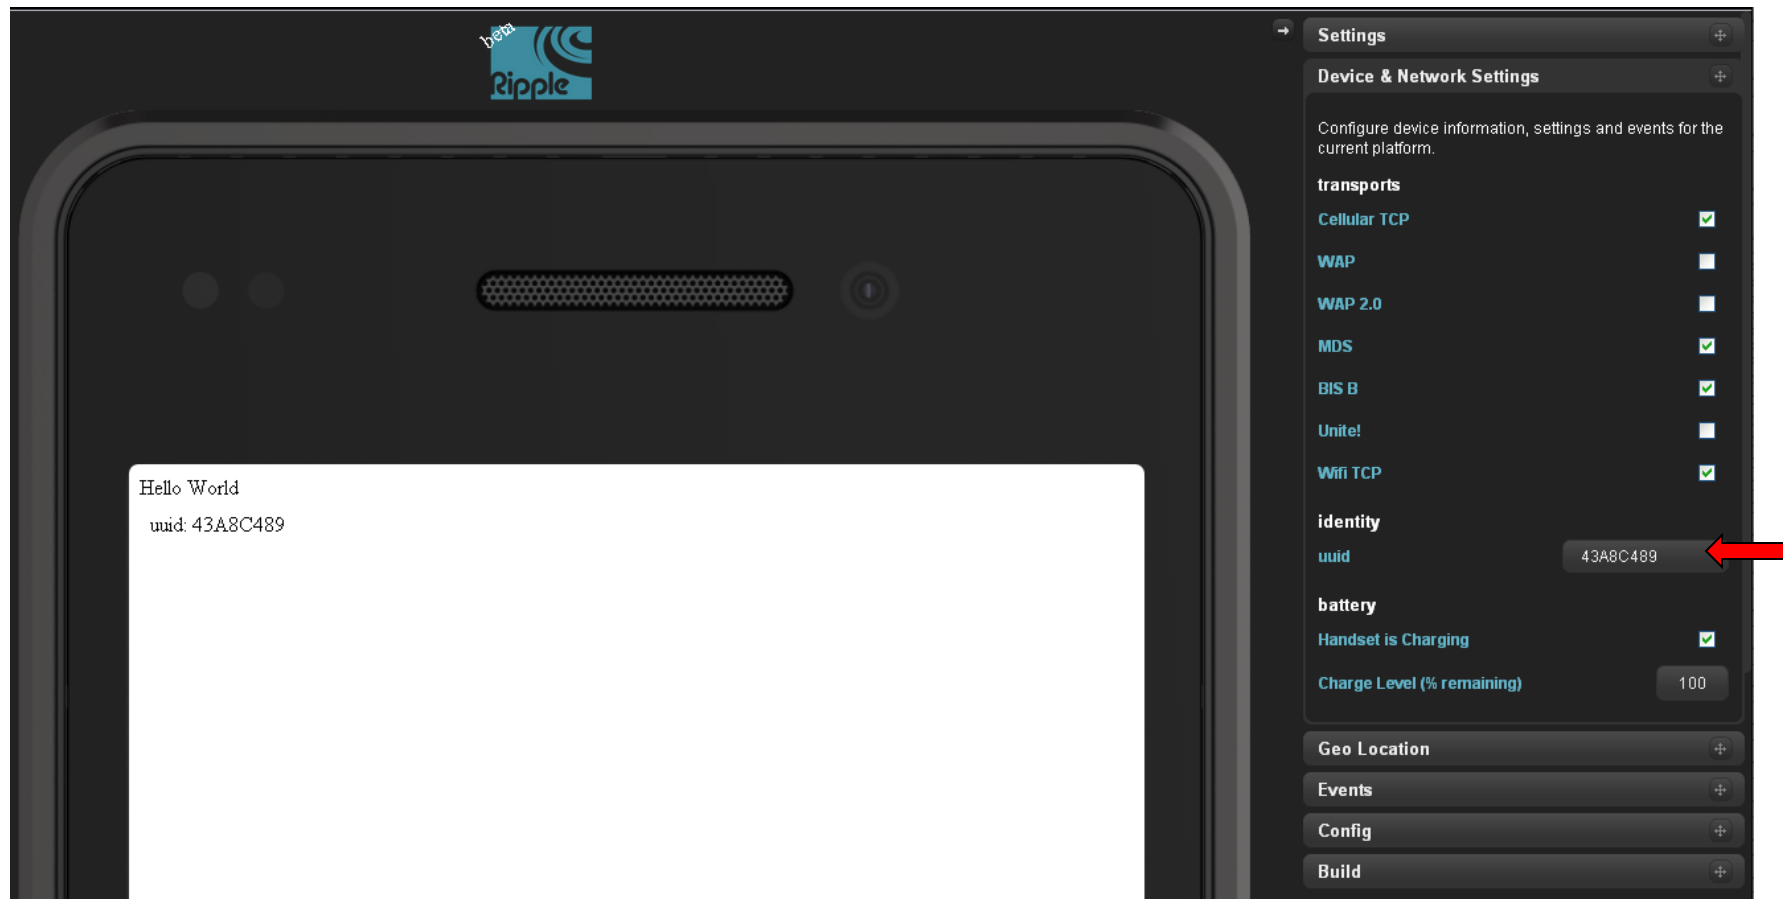 beta
Ripple
Hello World
uuid: 43A8C489
Settings
Device & Network Settings
Configure device information, settings and events for the
current platform.
transports
Cellular TCP
WAP
WAP 2.0
MDS
BIS B
Unite!
Wifi TCP
identity
uuid 43A8C489
battery
Handset is Charging
Charge Level (% remaining) 100
Geo Location
Events
Config
Build